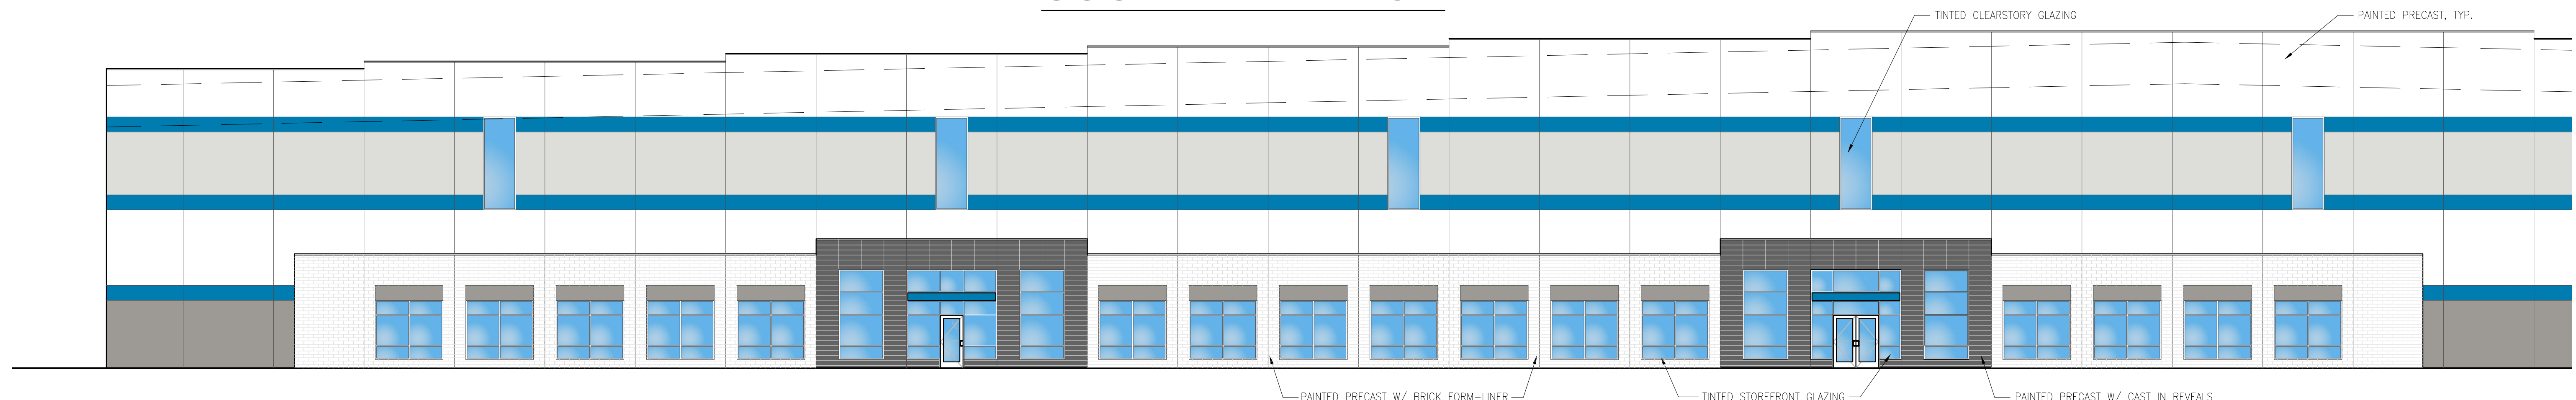 TINTED CLEARSTORY GLAZING
PAINTED PRECAST, TYP.
PAINTED PRECAST W/ BRICK FORM-LINER
TINTED STOREFRONT GLAZING
PAINTED PRECAST W/ CAST IN REVEALS